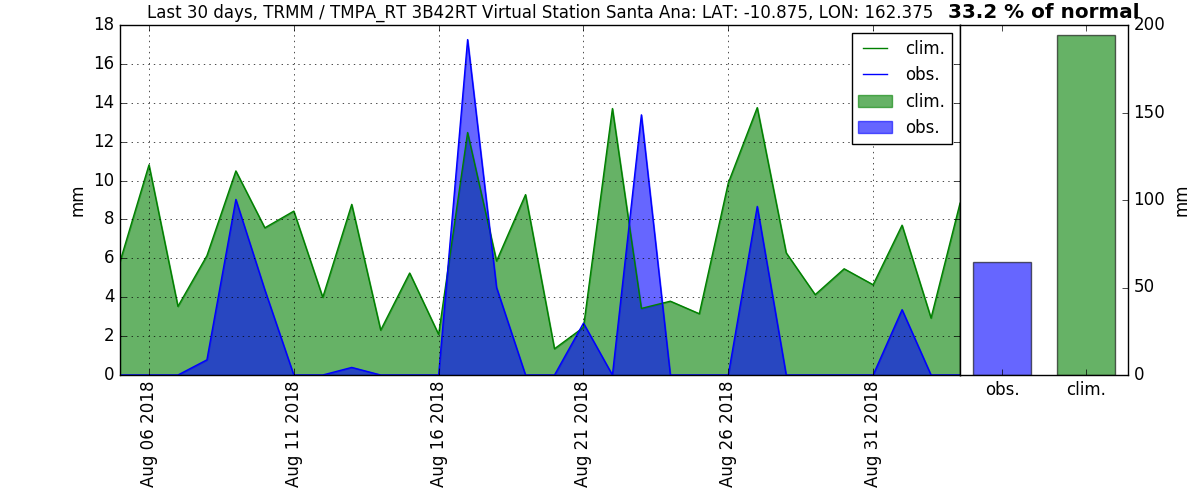 Last 30 days, TRMM / TMPA_RT 3B42RT Virtual Station Santa Ana: LAT: -10.875, LON: 162.375
33.2 % of normal
mm
18
16
14
12
10
8
6
4
2
0
clim.
obs.
clim.
obs.
Aug 06 2018
Aug 11 2018
Aug 16 2018
Aug 21 2018
Aug 26 2018
Aug 31 2018
200
150
100
50
0
mm
obs.
clim.